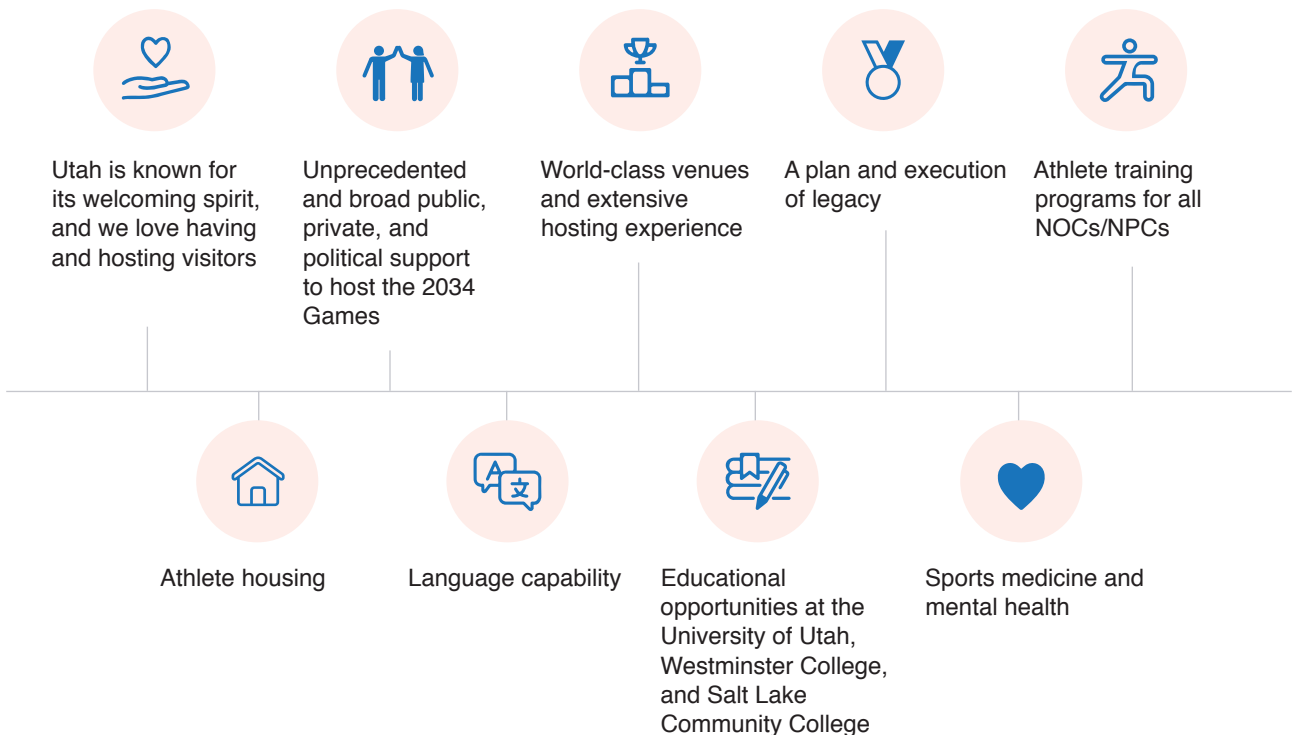 Utah is known for
its welcoming spirit,
and we love having
and hosting visitors
Unprecedented
and broad public,
private, and
political support
to host the 2034
Games
World-class venues
and extensive
hosting experience
A plan and execution
of legacy
Athlete training
programs for all
NOCs/NPCs
A
文
Athlete housing
Language capability
Educational
opportunities at the
University of Utah,
Westminster College,
and Salt Lake
Community College
Sports medicine and
mental health